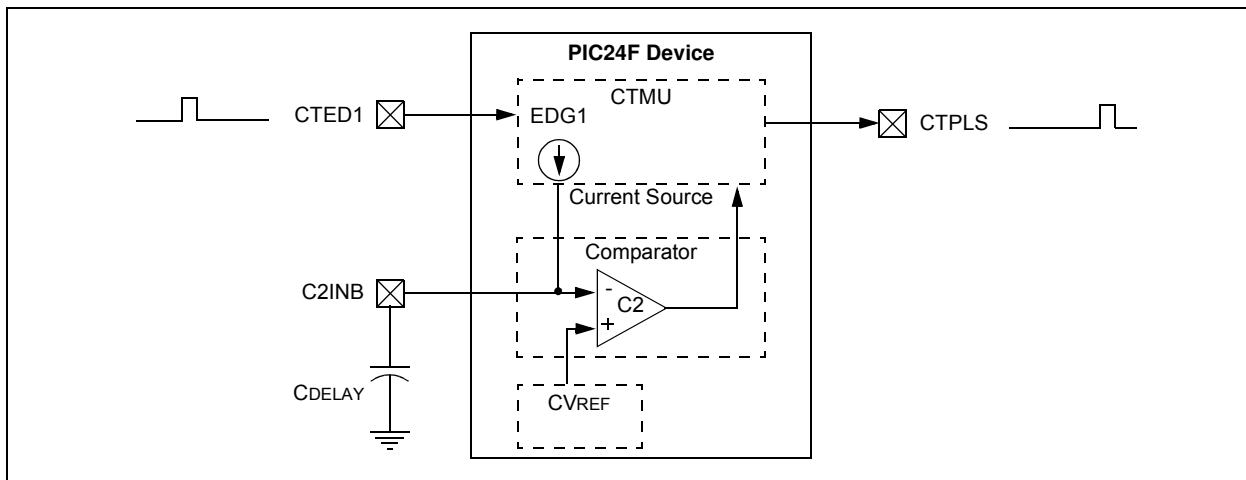 PIC24F Device
CTMU
CTED1
EDG1
CTPLS
Current Source
Comparator
C2INB
-
C2
+
CDELAY
CVREF